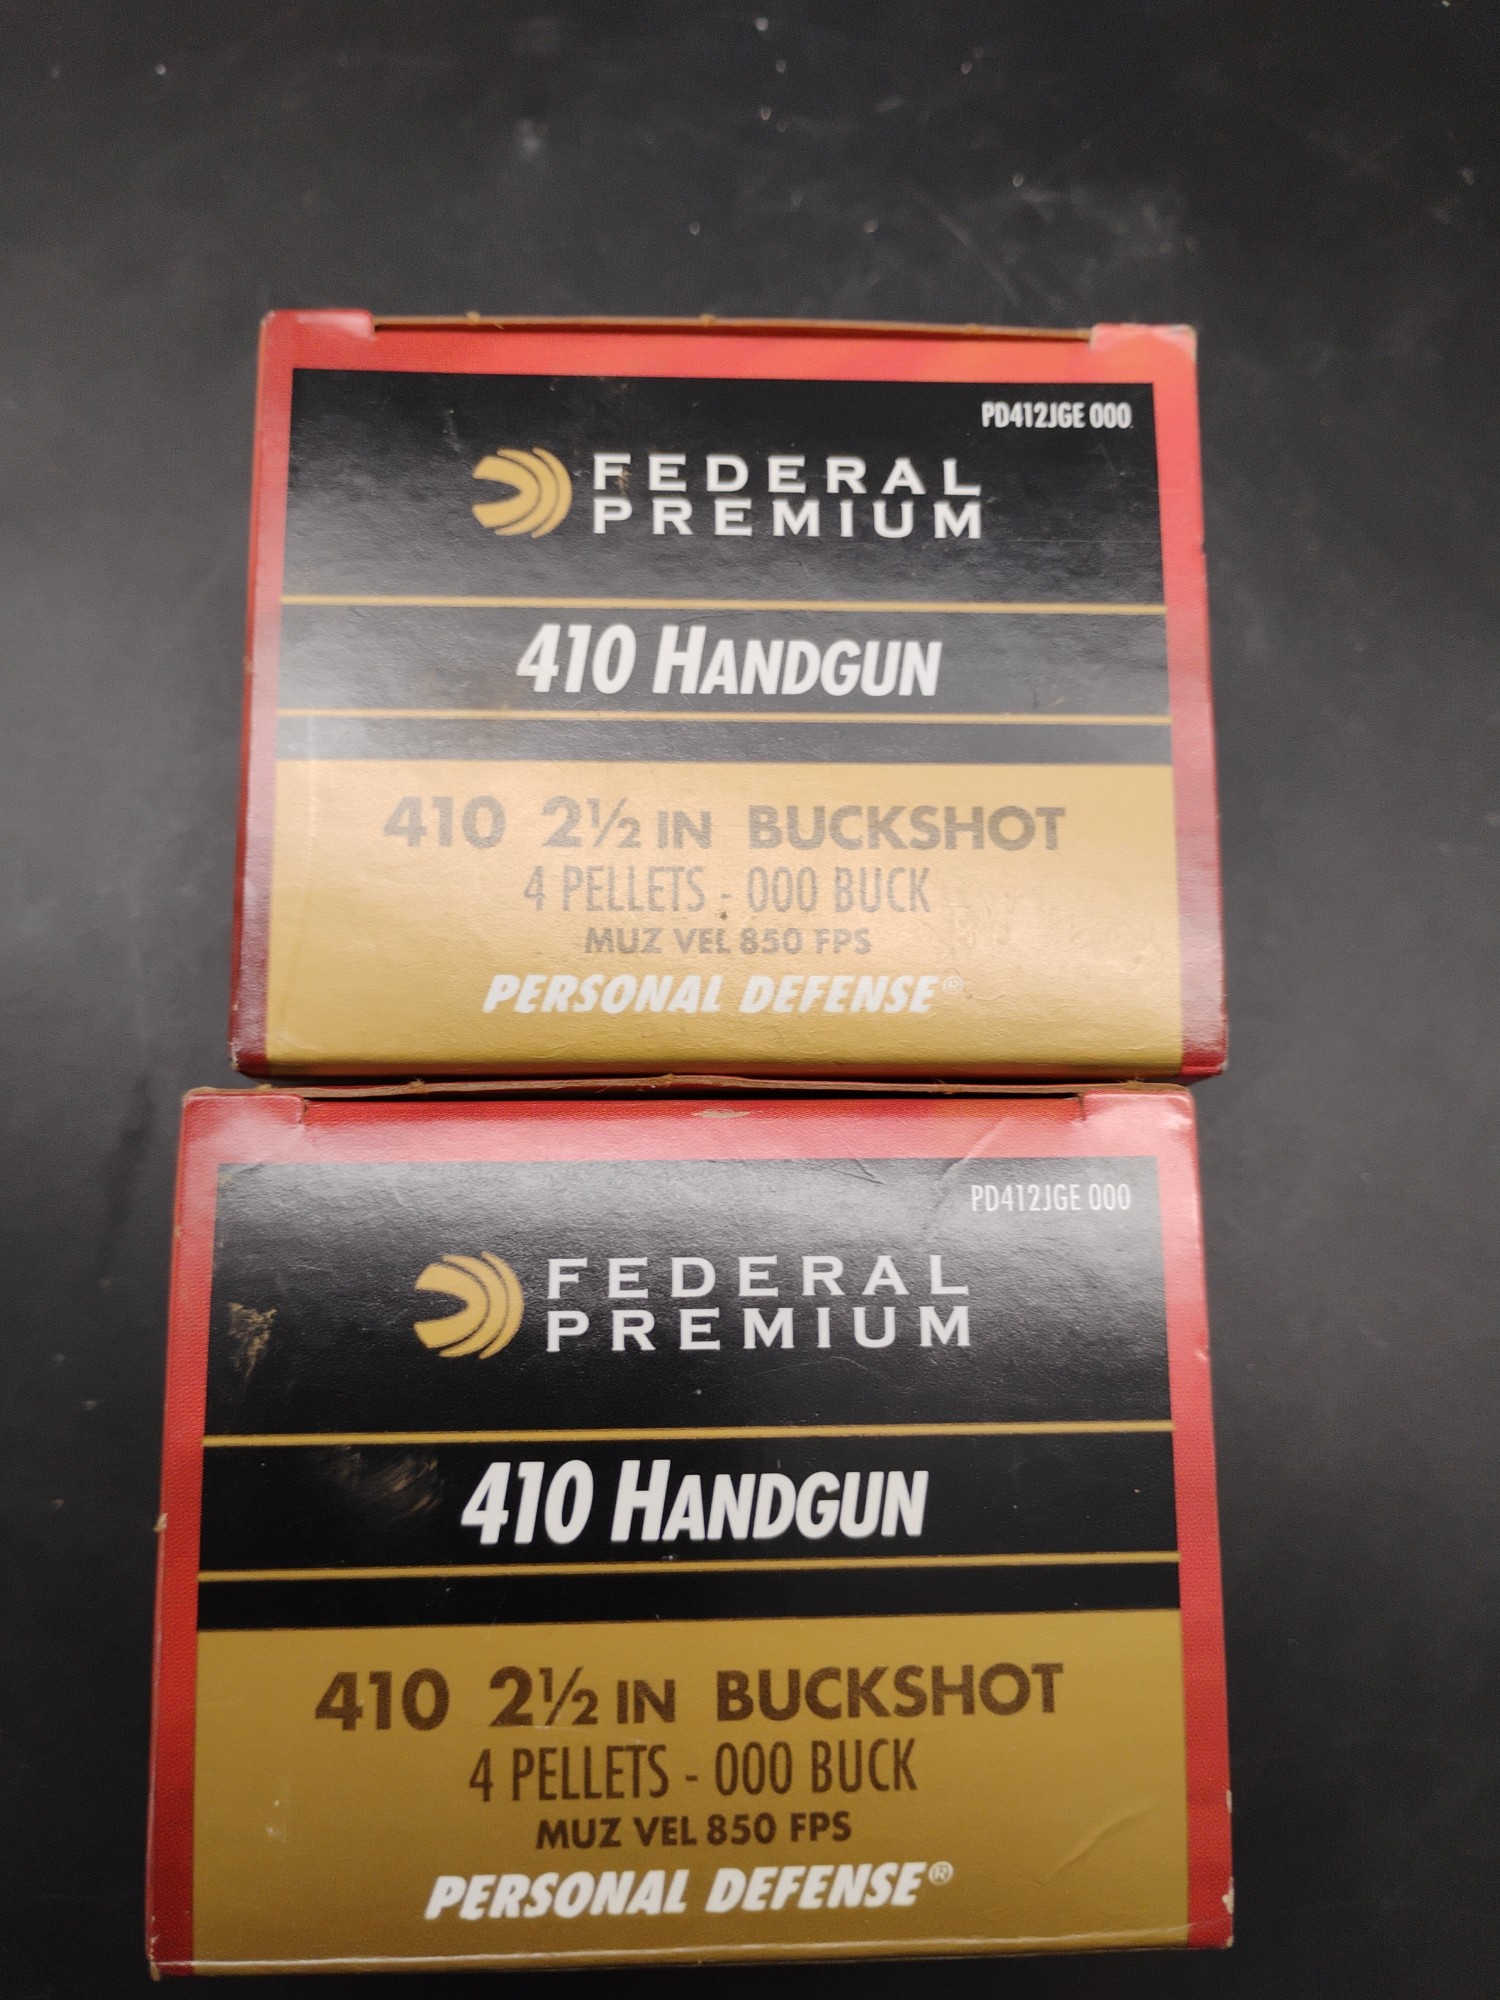 PD412JGE 000
FEDERAL
PREMIUM
410 HANDGUN
410 2½ IN BUCKSHOT
4 PELLETS - 000 BUCK
MUZ VEL 850 FPS
PERSONAL DEFENSE®
PD412JGE 000
FEDERAL
PREMIUM
410 HANDGUN
410 2½ IN BUCKSHOT
4 PELLETS - 000 BUCK
MUZ VEL 850 FPS
PERSONAL DEFENSE®